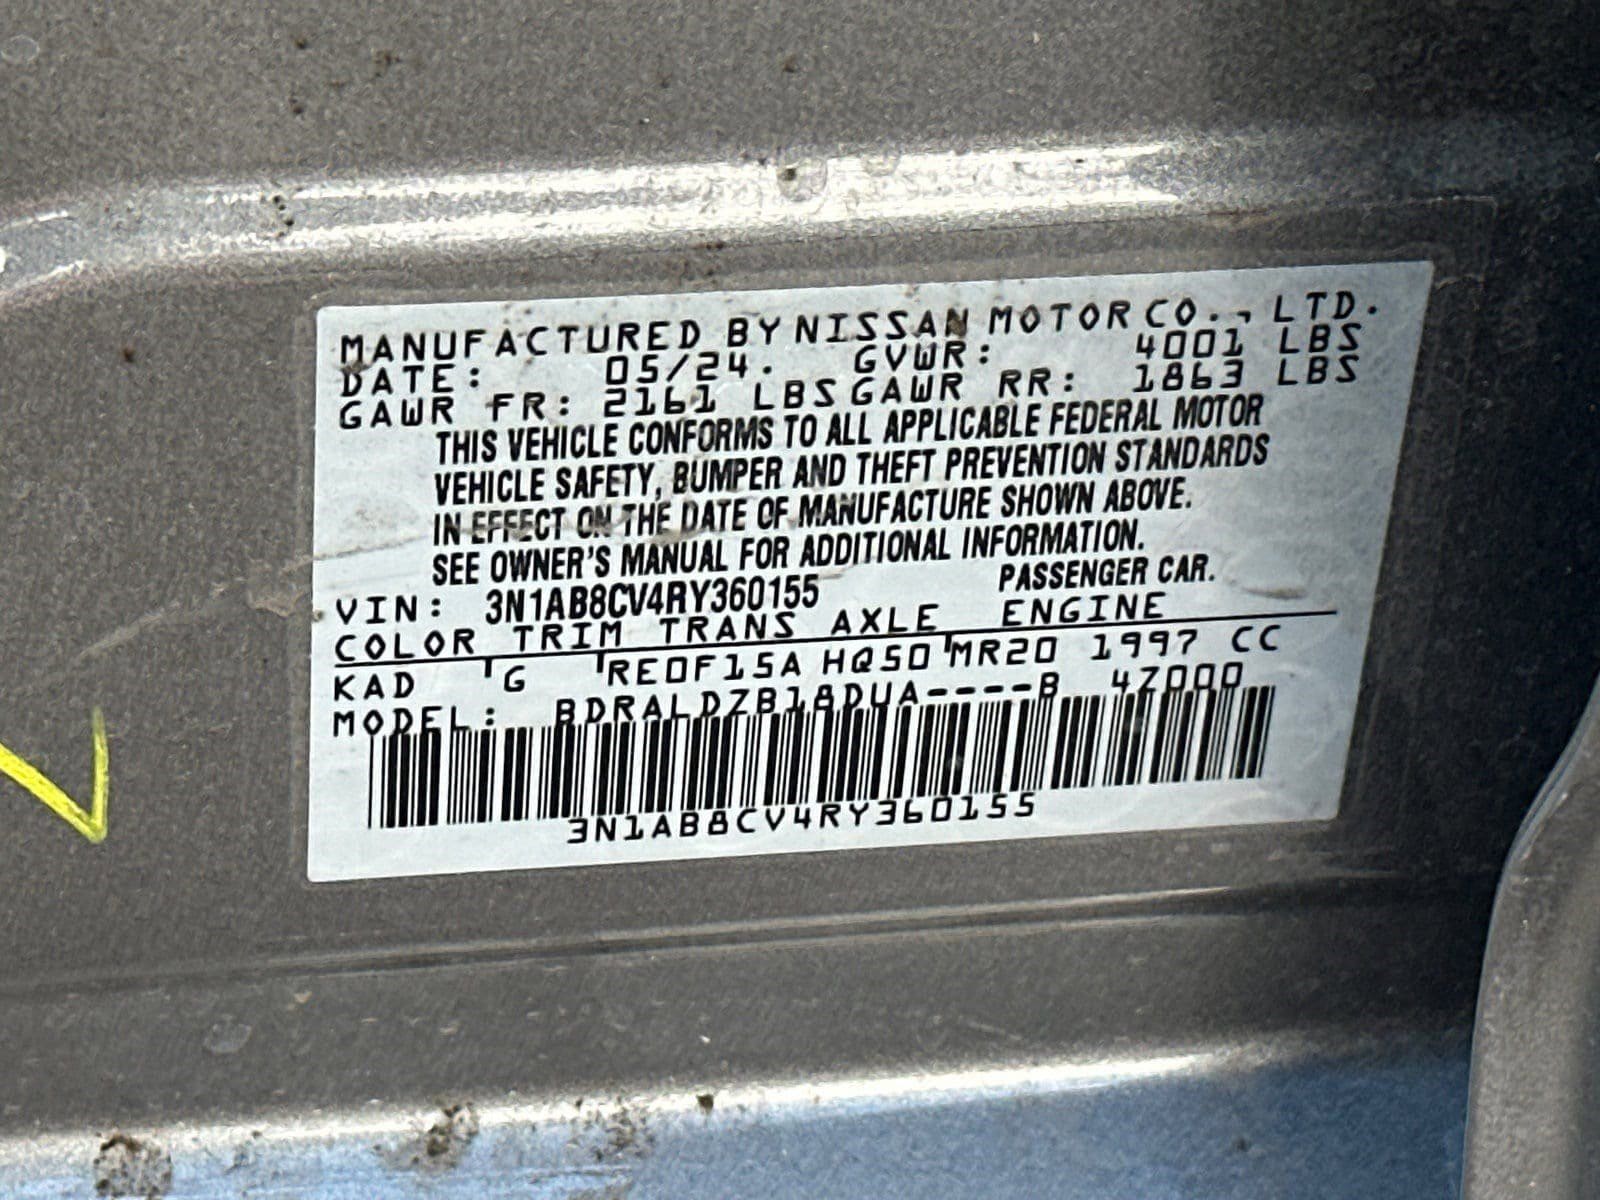 MANUFACTURED BY NISSAN MOTOR CO., LTD.
DATE: 05/24. GVWR: 4001 LBS
GAWR FR: 2161 LBS GAWR RR: 1863 LBS
THIS VEHICLE CONFORMS TO ALL APPLICABLE FEDERAL MOTOR
VEHICLE SAFETY, BUMPER AND THEFT PREVENTION STANDARDS
IN EFFECT ON THE DATE OF MANUFACTURE SHOWN ABOVE.
SEE OWNER'S MANUAL FOR ADDITIONAL INFORMATION.
VIN: 3N1AB8CV4RY360155 PASSENGER CAR.
COLOR TRIM TRANS AXLE ENGINE
KAD G RE0F15A HQ50 MR20 1997 CC
MODEL: BDRALDZB18DUA----B 4Z000
3N1AB8CV4RY360155